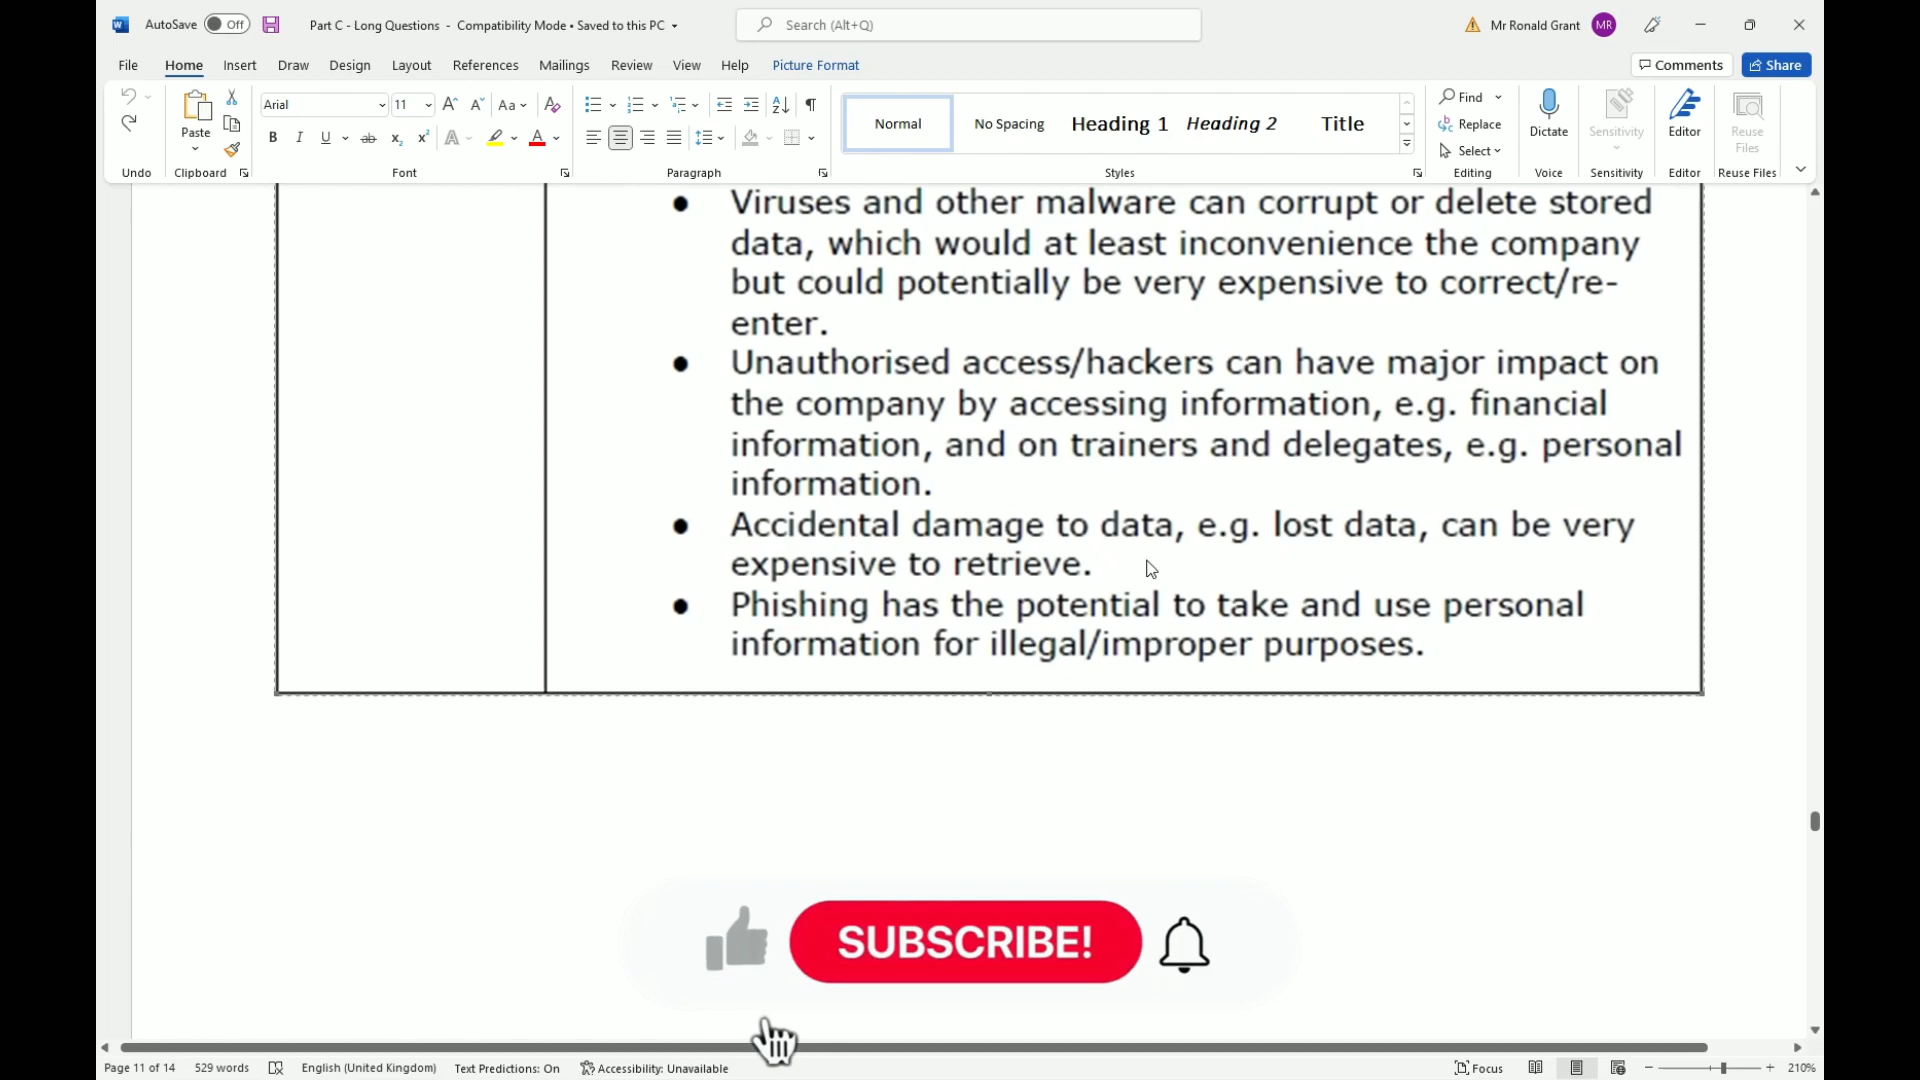 AutoSave Off Part C - Long Questions - Compatibility Mode • Saved to this PC Search (Alt+Q) Mr Ronald Grant MR
File Home Insert Draw Design Layout References Mailings Review View Help Picture Format Comments Share
Paste Arial 11 Aa Normal No Spacing Heading 1 Heading 2 Title Find Replace Select Dictate Sensitivity Editor Reuse Files
B I U ab x₂ x² A A
Undo Clipboard Font Paragraph Styles Editing Voice Sensitivity Editor Reuse Files
● Viruses and other malware can corrupt or delete stored
data, which would at least inconvenience the company
but could potentially be very expensive to correct/re-
enter.
● Unauthorised access/hackers can have major impact on
the company by accessing information, e.g. financial
information, and on trainers and delegates, e.g. personal
information.
● Accidental damage to data, e.g. lost data, can be very
expensive to retrieve.
● Phishing has the potential to take and use personal
information for illegal/improper purposes.
SUBSCRIBE!
Page 11 of 14 529 words English (United Kingdom) Text Predictions: On Accessibility: Unavailable Focus 210%